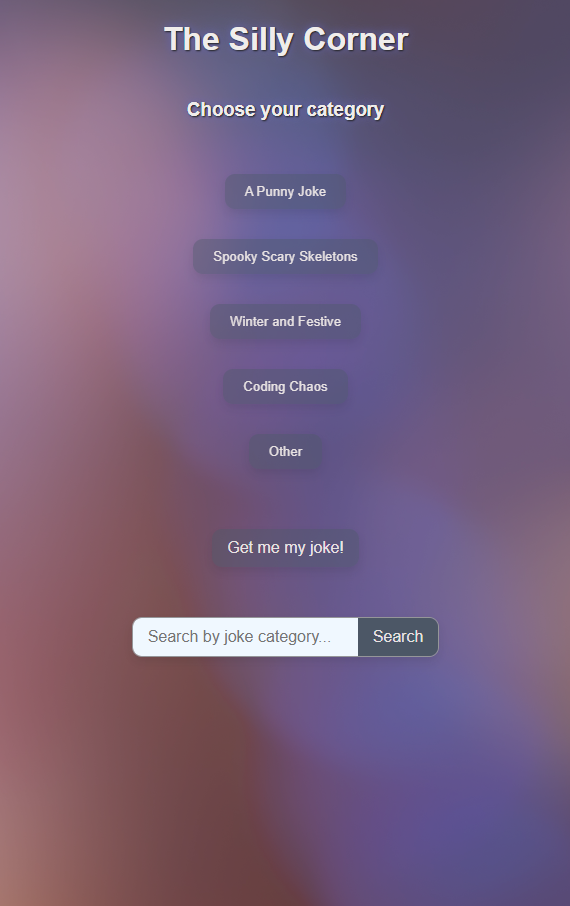 The Silly Corner
Choose your category
A Punny Joke
Spooky Scary Skeletons
Winter and Festive
Coding Chaos
Other
Get me my joke!
Search by joke category... Search